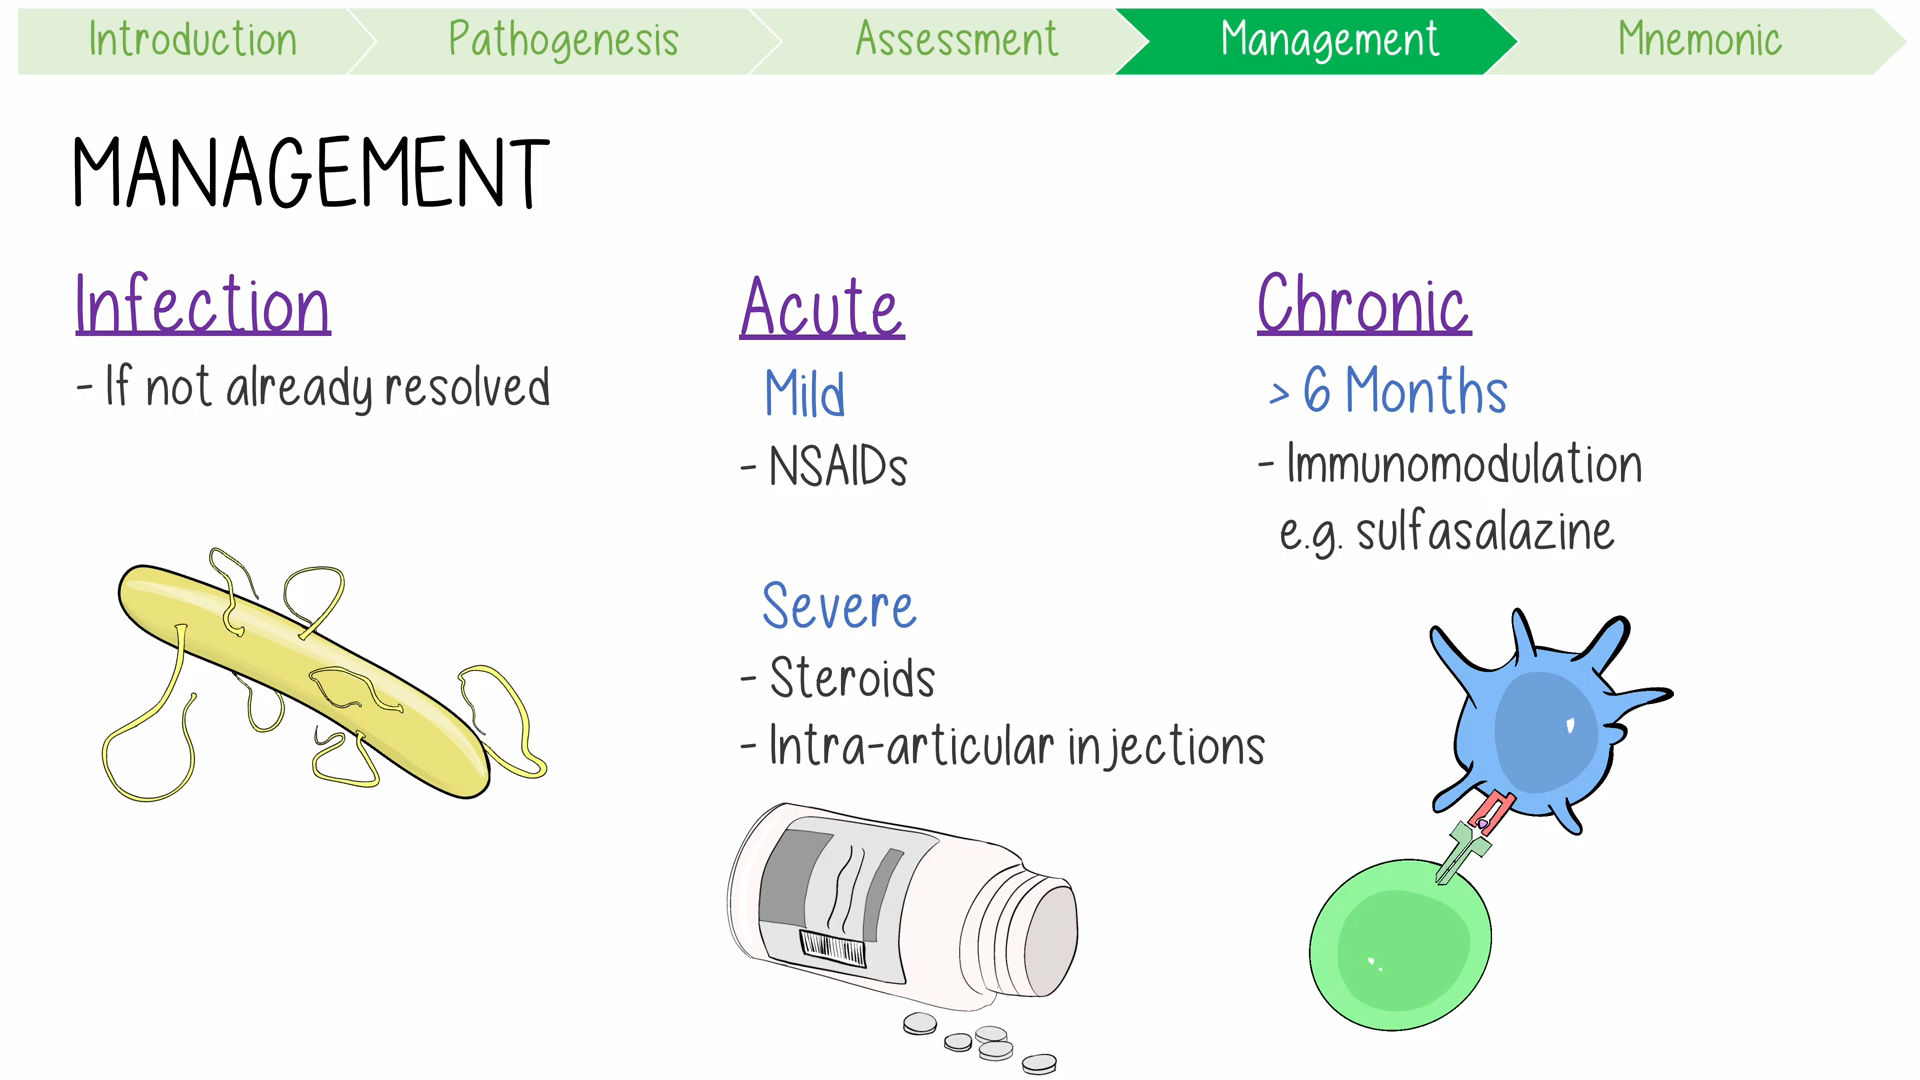 Introduction
Pathogenesis
Assessment
Management
Mnemonic
MANAGEMENT
Infection
- If not already resolved
Acute
Mild
- NSAIDs
Severe
- Steroids
- Intra-articular injections
Chronic
> 6 Months
- Immunomodulation
e.g. sulfasalazine